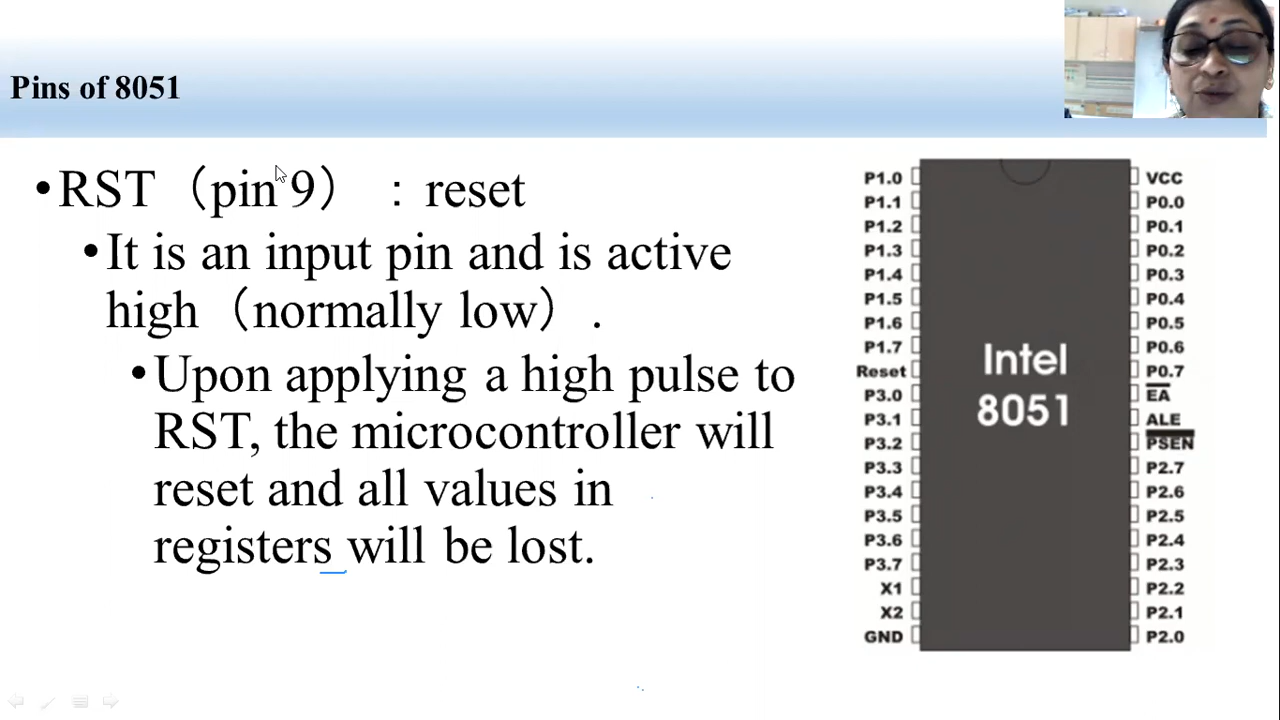 Pins of 8051
•RST（pin 9） : reset
•It is an input pin and is active
high（normally low）.
•Upon applying a high pulse to
RST, the microcontroller will
reset and all values in
registers will be lost.
P1.0
P1.1
P1.2
P1.3
P1.4
P1.5
P1.6
P1.7
Reset
P3.0
P3.1
P3.2
P3.3
P3.4
P3.5
P3.6
P3.7
X1
X2
GND
Intel
8051
VCC
P0.0
P0.1
P0.2
P0.3
P0.4
P0.5
P0.6
P0.7
EA
ALE
PSEN
P2.7
P2.6
P2.5
P2.4
P2.3
P2.2
P2.1
P2.0